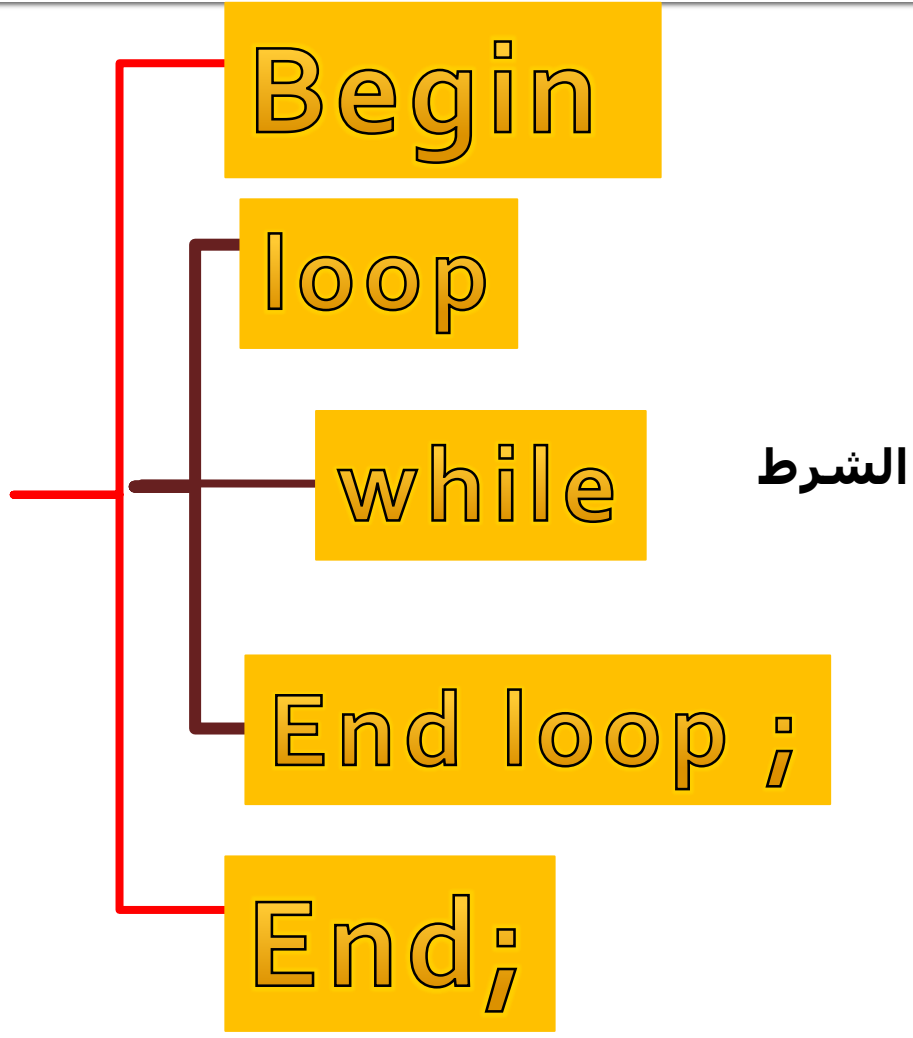 Begin
loop
while
الشرط
End loop ;
End;